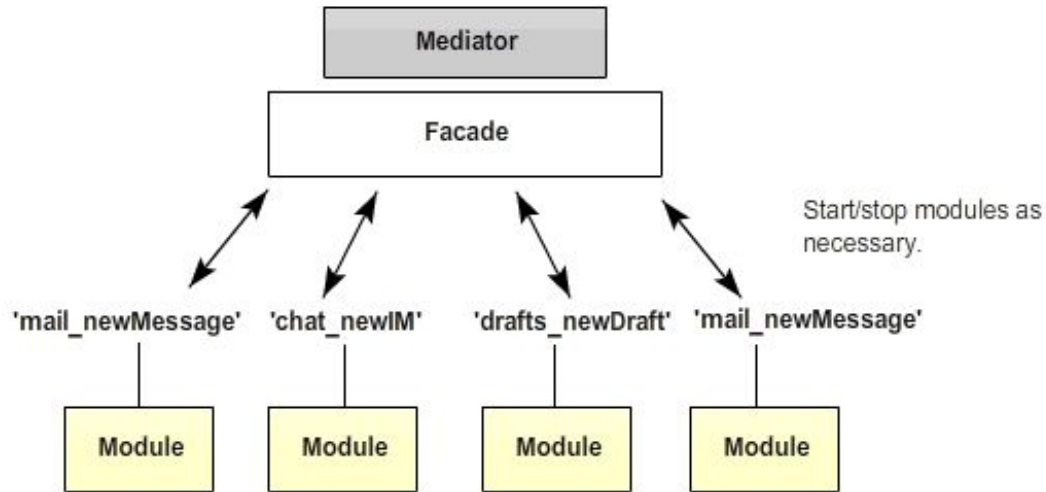 Mediator
Facade
Start/stop modules as
necessary.
'mail_newMessage'
'chat_newIM'
'drafts_newDraft'
'mail_newMessage'
Module
Module
Module
Module